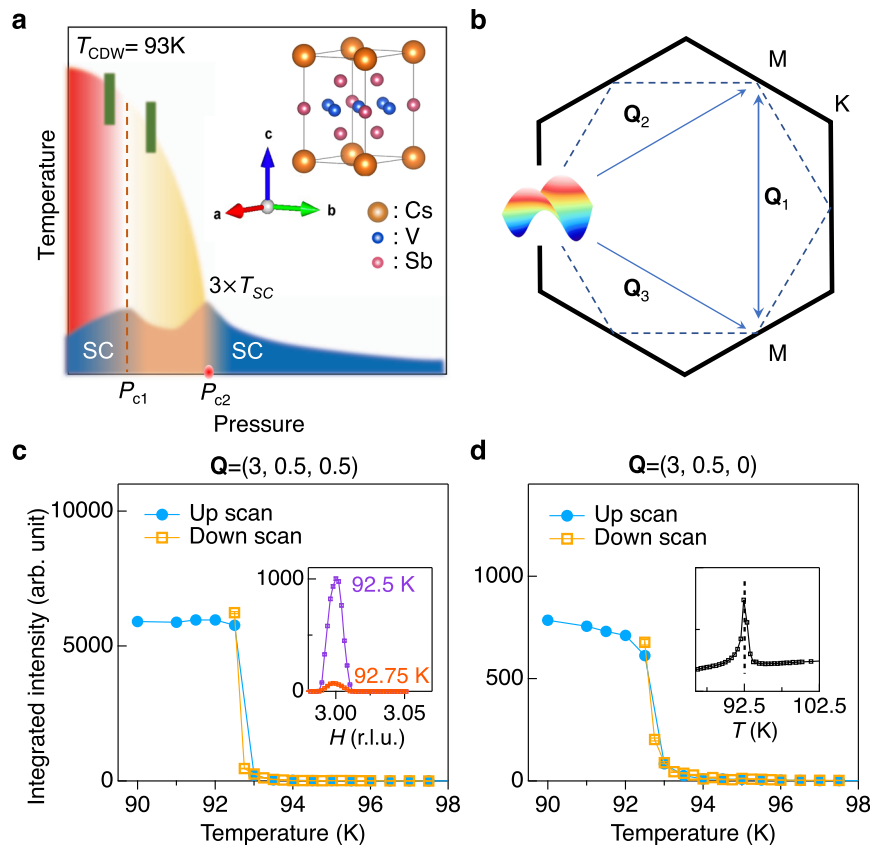 a
T_CDW = 93K
Temperature
c
a
b
: Cs
: V
: Sb
3×T_SC
SC
SC
P_c1
P_c2
Pressure
b
M
K
Q_2
Q_1
Q_3
M
c
Q=(3, 0.5, 0.5)
Integrated intensity (arb. unit)
10000
5000
0
Up scan
Down scan
1000
0
92.5 K
92.75 K
3.00
3.05
H (r.l.u.)
90
92
94
96
98
Temperature (K)
d
Q=(3, 0.5, 0)
1000
500
0
Up scan
Down scan
92.5
102.5
T (K)
90
92
94
96
98
Temperature (K)